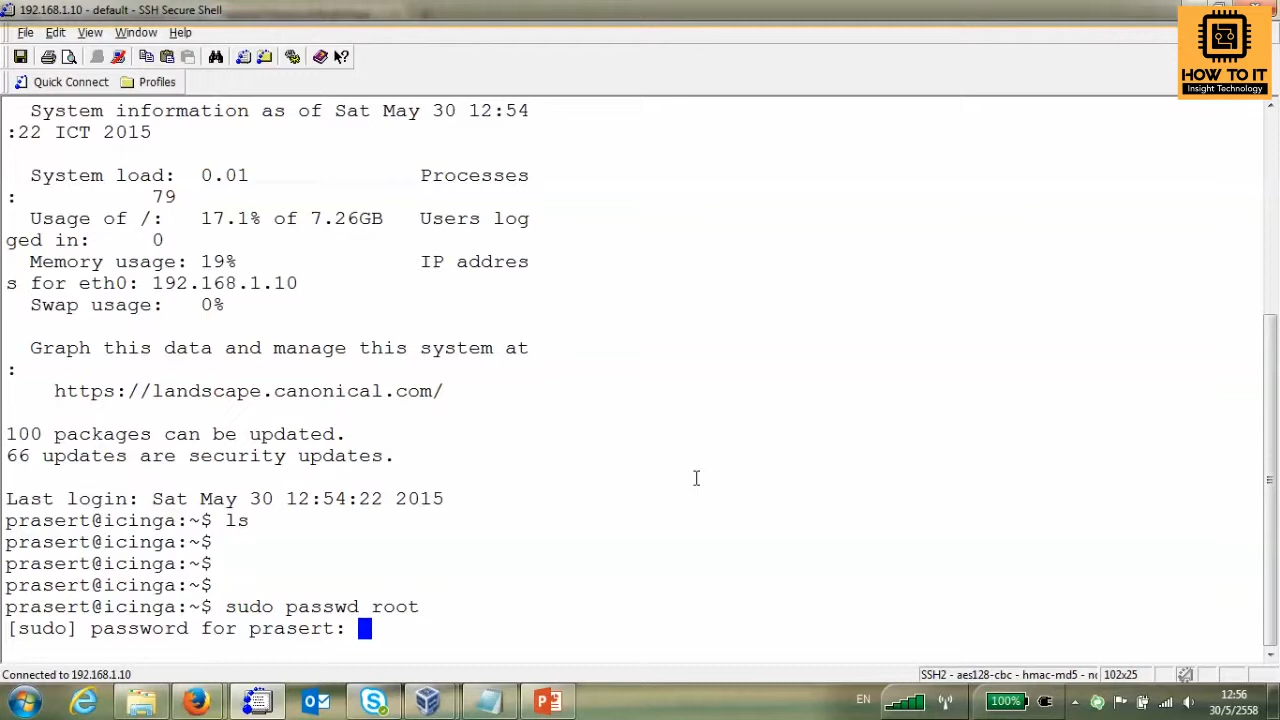 192.168.1.10 - default - SSH Secure Shell
File Edit View Window Help
Quick Connect Profiles
HOW TO IT
Insight Technology
System information as of Sat May 30 12:54
:22 ICT 2015
System load: 0.01 Processes
: 79
Usage of /: 17.1% of 7.26GB Users log
ged in: 0
Memory usage: 19% IP addres
s for eth0: 192.168.1.10
Swap usage: 0%
Graph this data and manage this system at
:
https://landscape.canonical.com/
100 packages can be updated.
66 updates are security updates.
Last login: Sat May 30 12:54:22 2015
prasert@icinga:~$ ls
prasert@icinga:~$
prasert@icinga:~$
prasert@icinga:~$
prasert@icinga:~$ sudo passwd root
[sudo] password for prasert:
Connected to 192.168.1.10 SSH2 - aes128-cbc - hmac-md5 - nc 102x25
EN 100% 12:56
30/5/2558